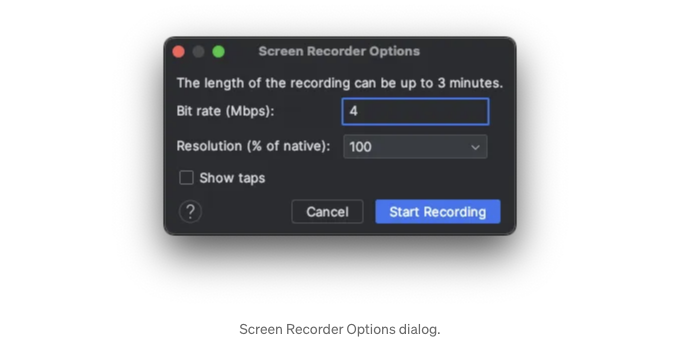 Screen Recorder Options
The length of the recording can be up to 3 minutes.
Bit rate (Mbps): 4
Resolution (% of native): 100
Show taps
? Cancel Start Recording
Screen Recorder Options dialog.